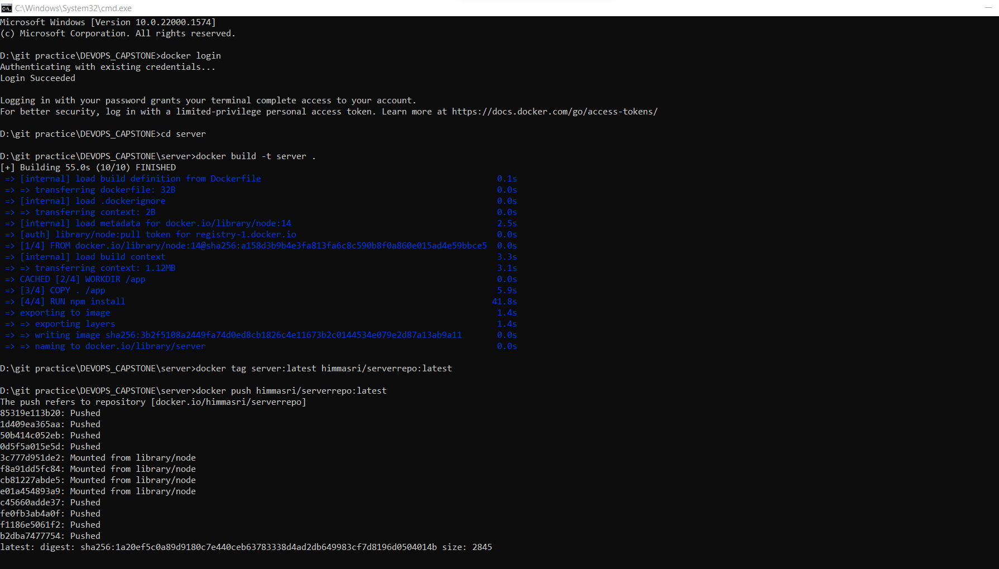 C:\Windows\System32\cmd.exe
Microsoft Windows [Version 10.0.22000.1574]
(c) Microsoft Corporation. All rights reserved.
D:\git practice\DEVOPS_CAPSTONE>docker login
Authenticating with existing credentials...
Login Succeeded
Logging in with your password grants your terminal complete access to your account.
For better security, log in with a limited-privilege personal access token. Learn more at https://docs.docker.com/go/access-tokens/
D:\git practice\DEVOPS_CAPSTONE>cd server
D:\git practice\DEVOPS_CAPSTONE\server>docker build -t server .
[+] Building 55.0s (10/10) FINISHED
=> [internal] load build definition from Dockerfile 0.1s
=> => transferring dockerfile: 32B 0.0s
=> [internal] load .dockerignore 0.0s
=> => transferring context: 2B 0.0s
=> [internal] load metadata for docker.io/library/node:14 2.5s
=> [auth] library/node:pull token for registry-1.docker.io 0.0s
=> [1/4] FROM docker.io/library/node:14@sha256:a158d3b9b4e3fa813fa6c8c590b8f0a860e015ad4e59bbce5 0.0s
=> [internal] load build context 3.3s
=> => transferring context: 1.12MB 3.1s
=> CACHED [2/4] WORKDIR /app 0.0s
=> [3/4] COPY . /app 5.9s
=> [4/4] RUN npm install 41.8s
=> exporting to image 1.4s
=> => exporting layers 1.4s
=> => writing image sha256:3b2f5108a2449fa74d0ed8cb1826c4e11673b2c0144534e079e2d87a13ab9a11 0.0s
=> => naming to docker.io/library/server 0.0s
D:\git practice\DEVOPS_CAPSTONE\server>docker tag server:latest himmasri/serverrepo:latest
D:\git practice\DEVOPS_CAPSTONE\server>docker push himmasri/serverrepo:latest
The push refers to repository [docker.io/himmasri/serverrepo]
85319e113b20: Pushed
1d409ea365aa: Pushed
50b414c052eb: Pushed
0d5f5a015e5d: Pushed
3c777d951de2: Mounted from library/node
f8a91dd5fc84: Mounted from library/node
cb81227abde5: Mounted from library/node
e01a454893a9: Mounted from library/node
c45660adde37: Pushed
fe0fb3ab4a0f: Pushed
f1186e5061f2: Pushed
b2dba7477754: Pushed
latest: digest: sha256:1a20ef5c0a89d9180c7e440ceb63783338d4ad2db649983cf7d8196d0504014b size: 2845